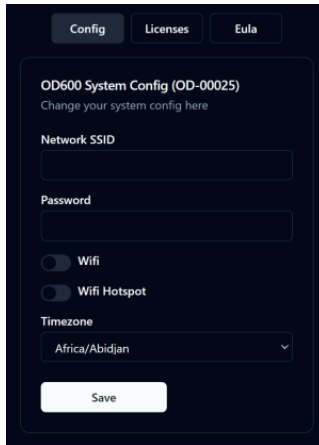 Config Licenses Eula
OD600 System Config (OD-00025)
Change your system config here
Network SSID
Password
Wifi
Wifi Hotspot
Timezone
Africa/Abidjan
Save